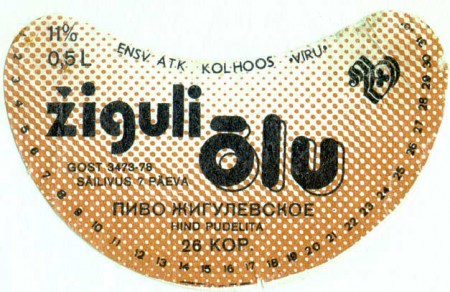 11%
0,5 L
ENSV ATK KOLHOOS "VIRU"
žiguli
õlu
GOST 3473-78
SÄILIVUS 7 PÄEVA
ПИВО ЖИГУЛЕВСКОЕ
HIND PUDELITA
26 KOP.
1 2 3 4 5 6 7 8 9 10 11 12 13 14 15 16 17 18 19 20 21 22 23 24 25 26 27 28 29 30 31